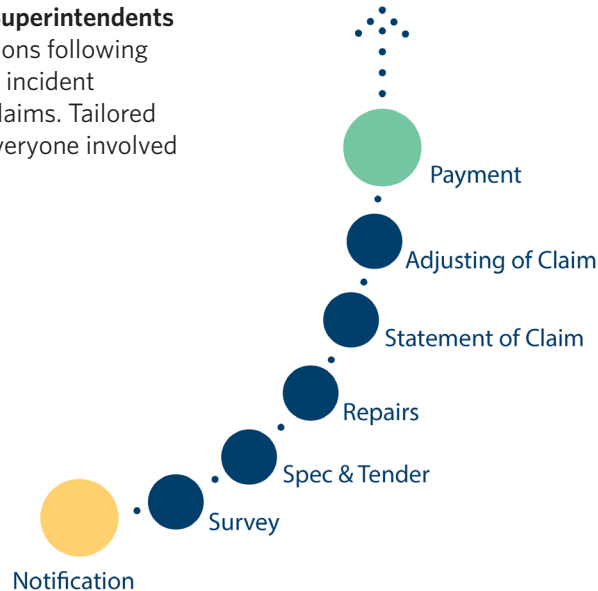 Superintendents
ons following
incident
laims. Tailored
veryone involved
Payment
Adjusting of Claim
Statement of Claim
Repairs
Spec & Tender
Survey
Notification